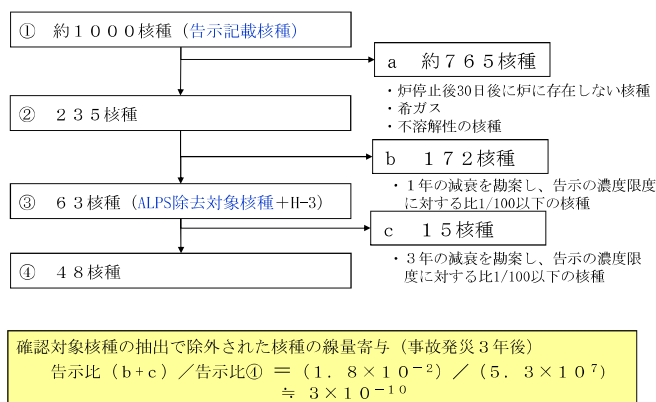 ① 約１０００核種（告示記載核種）
a 約７６５核種
・炉停止後30日後に炉に存在しない核種
・希ガス
・不溶解性の核種
② ２３５核種
b １７２核種
・１年の減衰を勘案し、告示の濃度限度
に対する比1/100以下の核種
③ ６３核種（ALPS除去対象核種＋H-3）
c １５核種
・３年の減衰を勘案し、告示の濃度限
度に対する比1/100以下の核種
④ ４８核種
確認対象核種の抽出で除外された核種の線量寄与（事故発災３年後）
告示比（b+c）／告示比④ ＝（１．８×１０⁻²）／（５．３×１０⁷）
≒ ３×１０⁻¹⁰